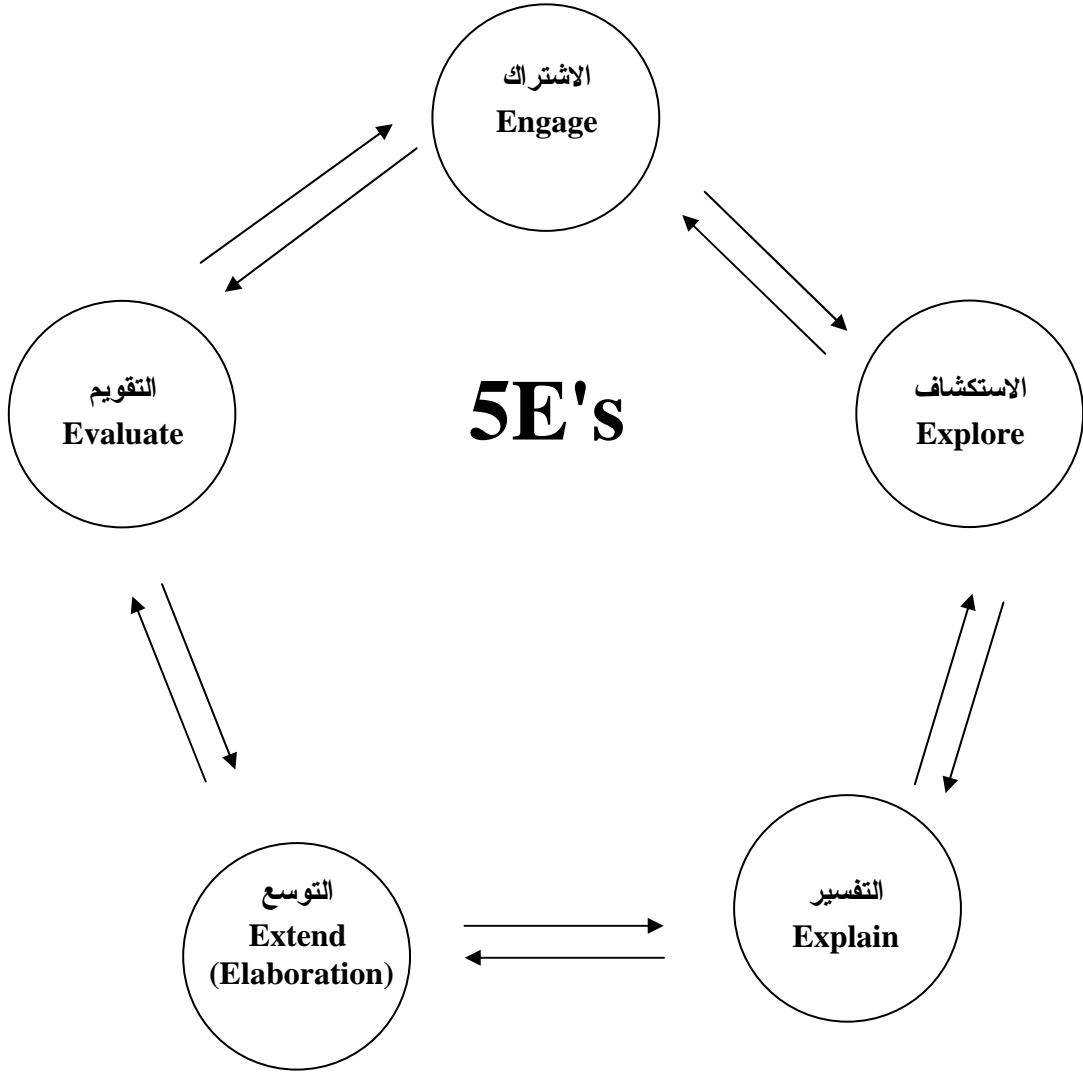 الاشتراك
Engage
التقويم
Evaluate
5E's
الاستكشاف
Explore
التوسع
Extend
(Elaboration)
التفسير
Explain